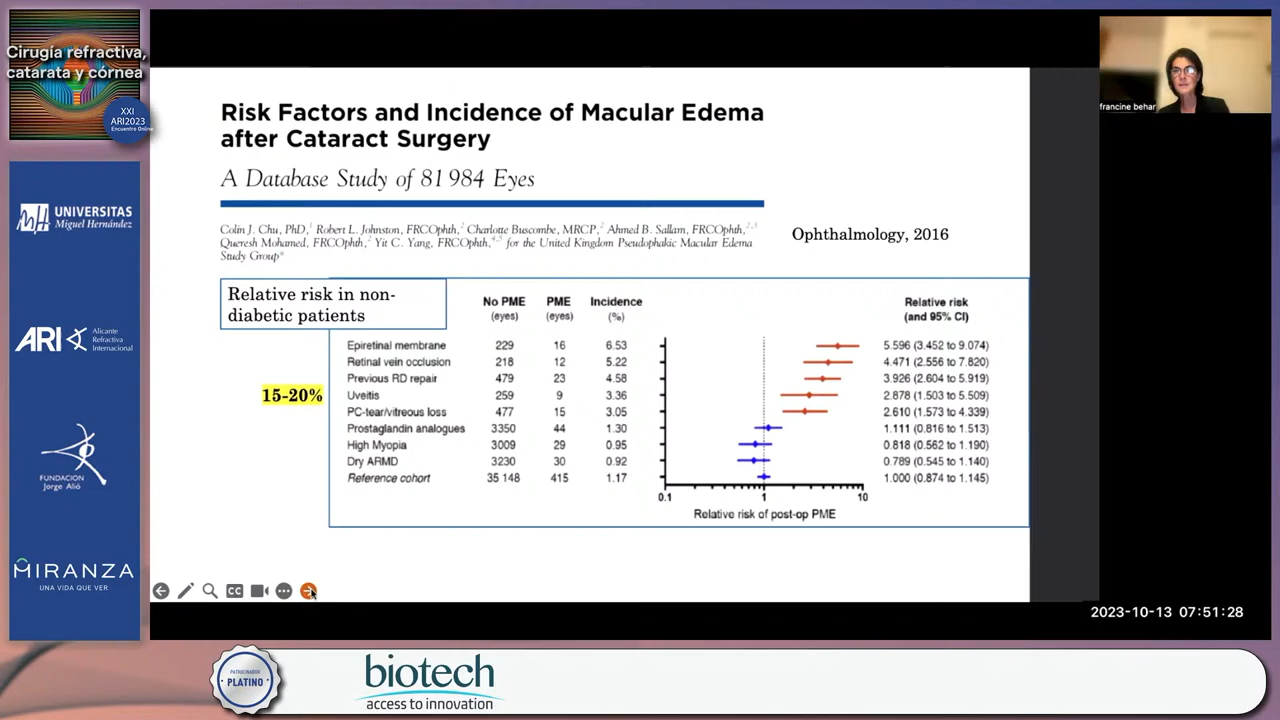 Cirugía refractiva,
catarata y córnea
XXI
ARI2023
Encuentro Online
UNIVERSITAS
Miguel Hernández
ARI
Alicante
Refractiva
Internacional
FUNDACION
Jorge Alió
MIRANZA
UNA VIDA QUE VER
Risk Factors and Incidence of Macular Edema
after Cataract Surgery
A Database Study of 81 984 Eyes
Colin J. Chu, PhD,1 Robert L. Johnston, FRCOphth,2 Charlotte Buscombe, MRCP,2 Ahmed B. Sallam, FRCOphth,2,3
Queresh Mohamed, FRCOphth,2 Yit C. Yang, FRCOphth,4,5 for the United Kingdom Pseudophakic Macular Edema
Study Group*
Ophthalmology, 2016
Relative risk in non-
diabetic patients
15-20%
No PME PME Incidence Relative risk
(eyes) (eyes) (%) (and 95% CI)
Epiretinal membrane 229 16 6.53 5.596 (3.452 to 9.074)
Retinal vein occlusion 218 12 5.22 4.471 (2.556 to 7.820)
Previous RD repair 479 23 4.58 3.926 (2.604 to 5.919)
Uveitis 259 9 3.36 2.878 (1.503 to 5.509)
PC-tear/vitreous loss 477 15 3.05 2.610 (1.573 to 4.339)
Prostaglandin analogues 3350 44 1.30 1.111 (0.816 to 1.513)
High Myopia 3009 29 0.95 0.818 (0.562 to 1.190)
Dry ARMD 3230 30 0.92 0.789 (0.545 to 1.140)
Reference cohort 35 148 415 1.17 1.000 (0.874 to 1.145)
0.1 1 10
Relative risk of post-op PME
CC
francine behar
2023-10-13 07:51:28
PATROCINADOR
PLATINO
biotech
access to innovation